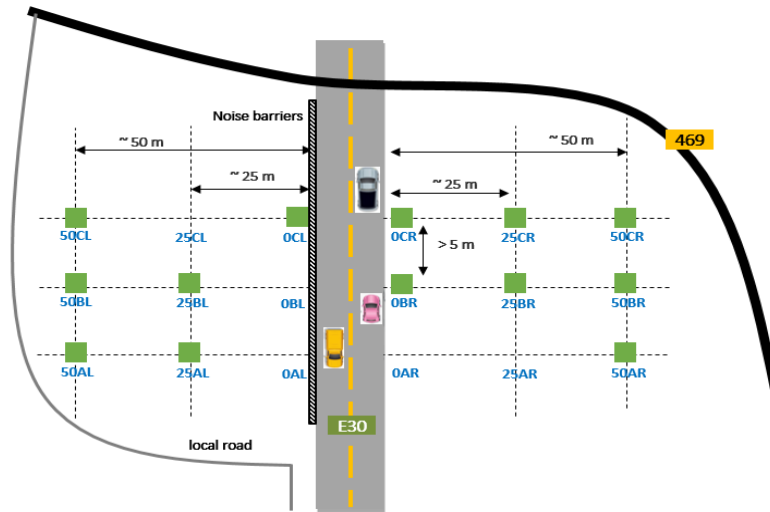 Noise barriers
~ 50 m
~ 50 m
469
~ 25 m
~ 25 m
50CL
25CL
0CL
0CR
25CR
50CR
> 5 m
50BL
25BL
0BL
0BR
25BR
50BR
50AL
25AL
0AL
0AR
25AR
50AR
E30
local road